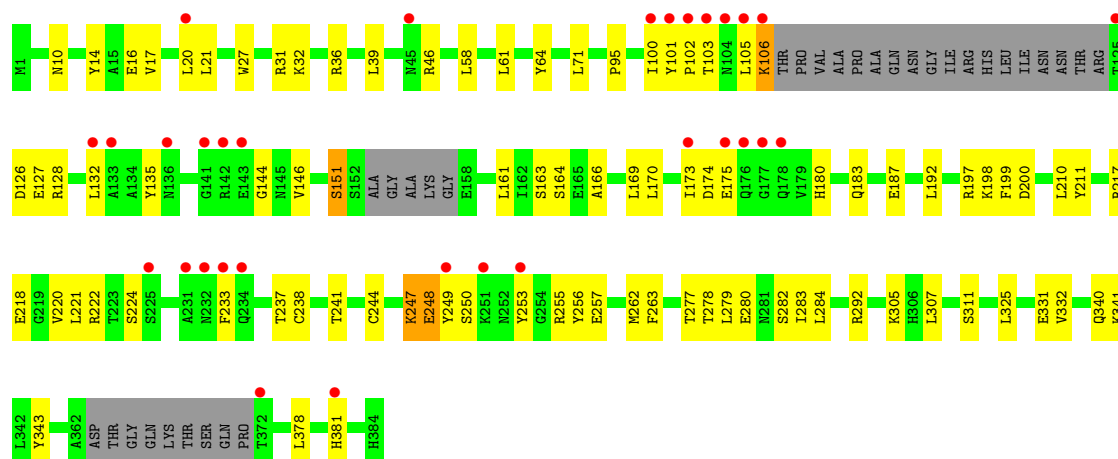 M1 N10 Y14 A15 E16 V17 L20 L21 W27 R31 K32 R36 L39 N45 R46 L58 L61 Y64 L71 P95 I100 Y101 P102 T103 N104 L105 K106 THR PRO VAL ALA PRO ALA GLN ASN GLY ILE ARG HIS LEU ILE ASN ASN THR ARG T125
D126 E127 R128 L132 A133 A134 Y135 N136 G141 R142 E143 G144 N145 V146 S151 S152 ALA GLY ALA LYS GLY E158 L161 I162 S163 S164 E165 A166 L169 L170 I173 D174 E175 Q176 G177 Q178 V179 H180 Q183 E187 L192 R197 K198 F199 D200 L210 Y211
E218 G219 V220 L221 R222 T223 S224 S225 A231 N232 F233 Q234 T237 C238 T241 C244 K247 E248 Y249 S250 K251 N252 Y253 G254 R255 Y256 E257 M262 F263 T277 T278 L279 E280 N281 S282 I283 L284 R292 K305 H306 L307 S311 L325 E331 V332 Q340 K341
L342 Y343 A362 ASP THR GLY GLN LYS THR SER GLN PRO T372 L378 H381 H384